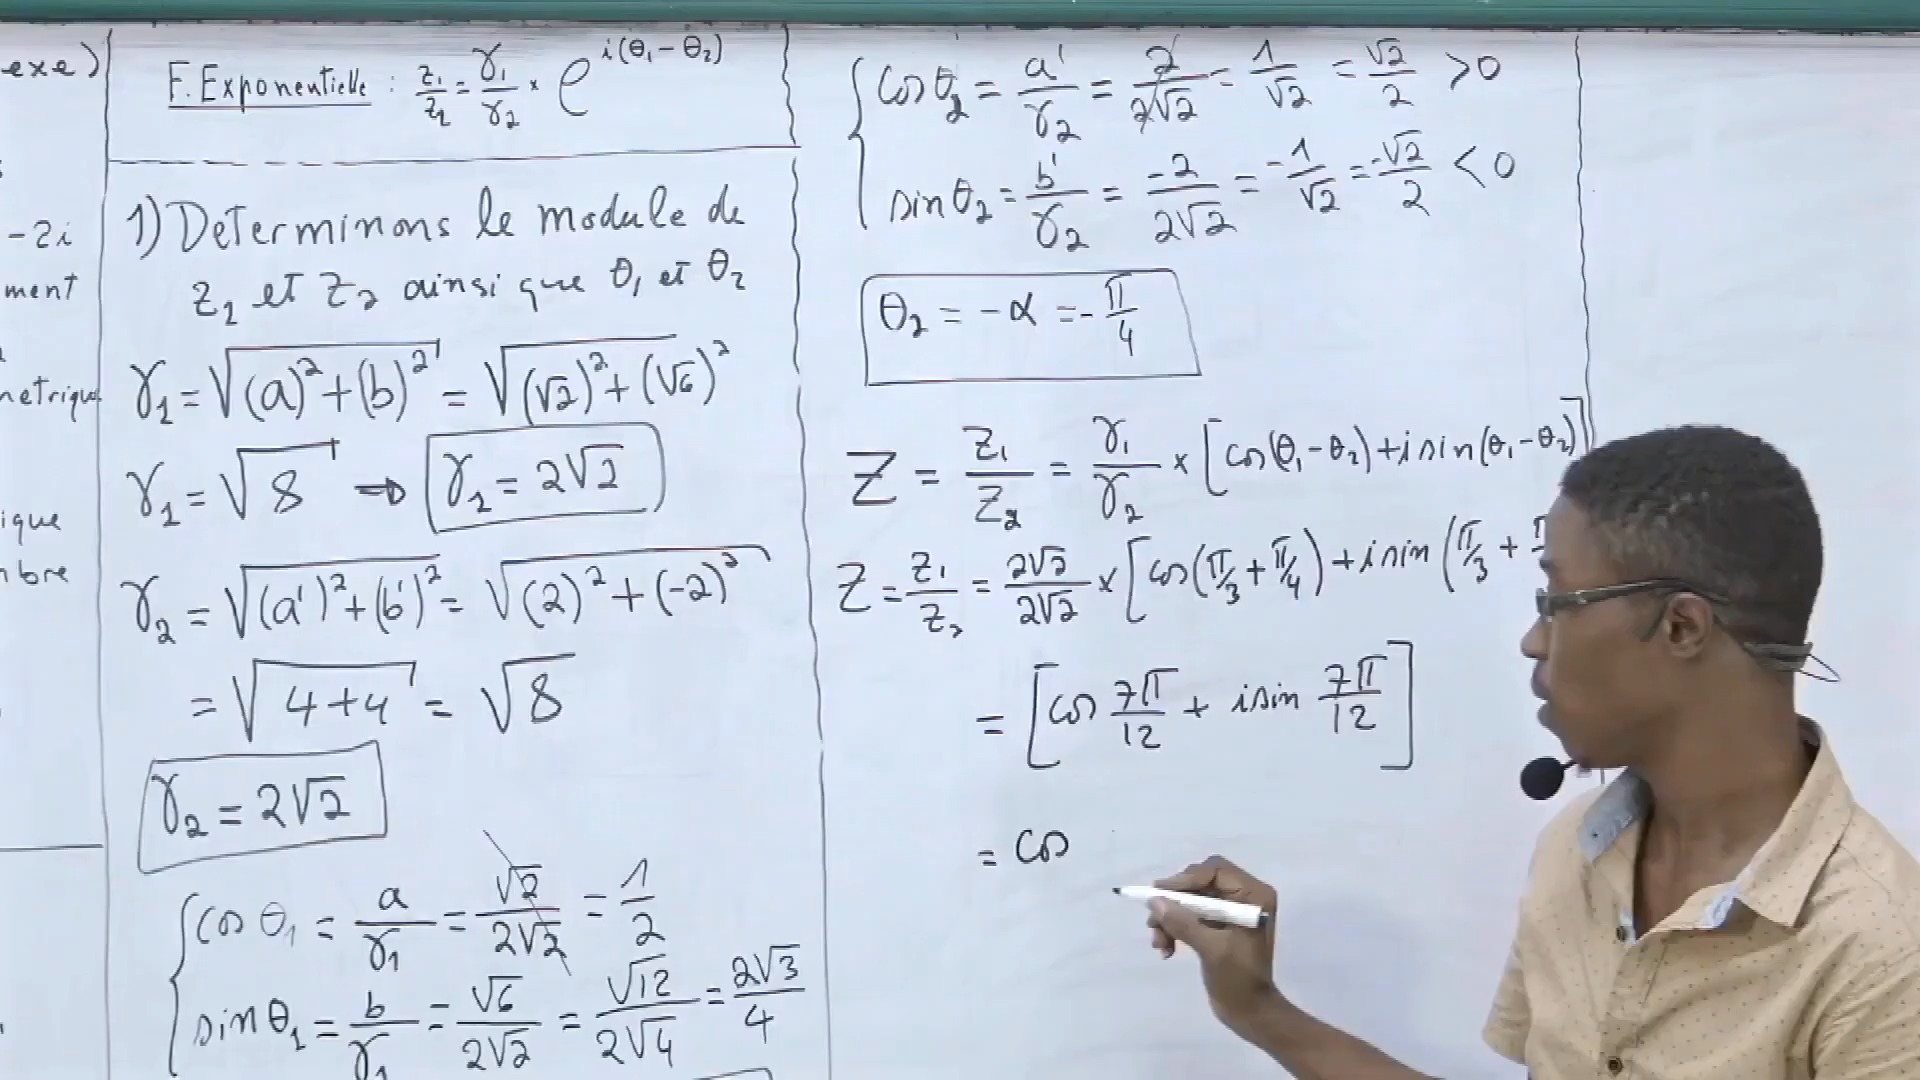 exe)
-2i
ment
ique
F. Exponentielle : z₁/z₂ = r₁/r₂ × e^{i(θ₁-θ₂)}
1) Determinons le module de
z₁ et z₂ ainsi que θ₁ et θ₂
r₁ = √((a)²+(b)²) = √((√2)²+(√6)²)
r₁ = √8 → r₁ = 2√2
r₂ = √((a')²+(b')²) = √((2)²+(-2)²)
= √(4+4) = √8
r₂ = 2√2
cos θ₁ = a/r₁ = √2/2√2 = 1/2
sin θ₁ = b/r₁ = √6/2√2 = √12/2√4 = 2√3/4
cos θ₂ = a'/r₂ = 2/2√2 = 1/√2 = √2/2 > 0
sin θ₂ = b'/r₂ = -2/2√2 = -1/√2 = -√2/2 < 0
θ₂ = -α = -π/4
Z = z₁/z₂ = r₁/r₂ × [cos(θ₁-θ₂)+i sin(θ₁-θ₂)]
Z = z₁/z₂ = 2√2/2√2 × [cos(π/3+π/4)+i sin(π/3+
= [cos 7π/12 + i sin 7π/12]
= cos